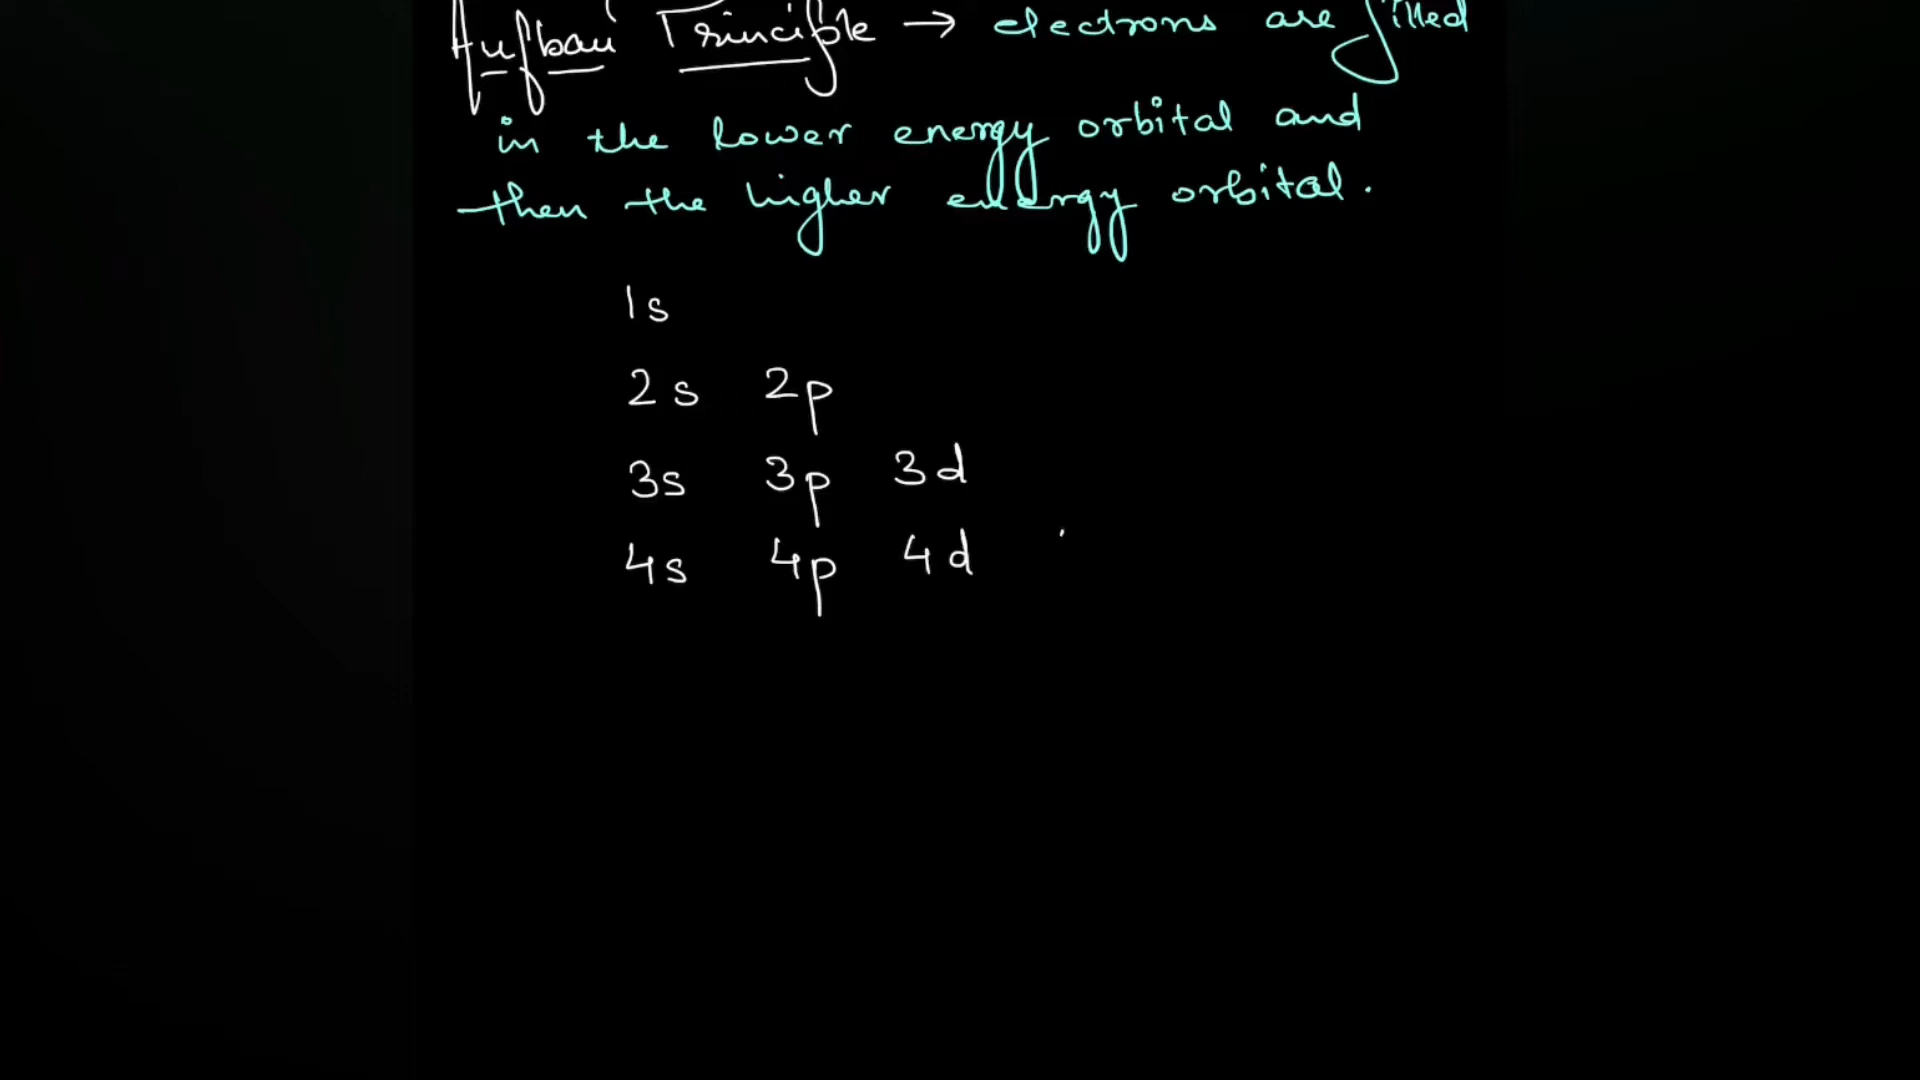 Aufbau Principle → electrons are filled
in the lower energy orbital and
then the higher energy orbital.
1s
2s 2p
3s 3p 3d
4s 4p 4d